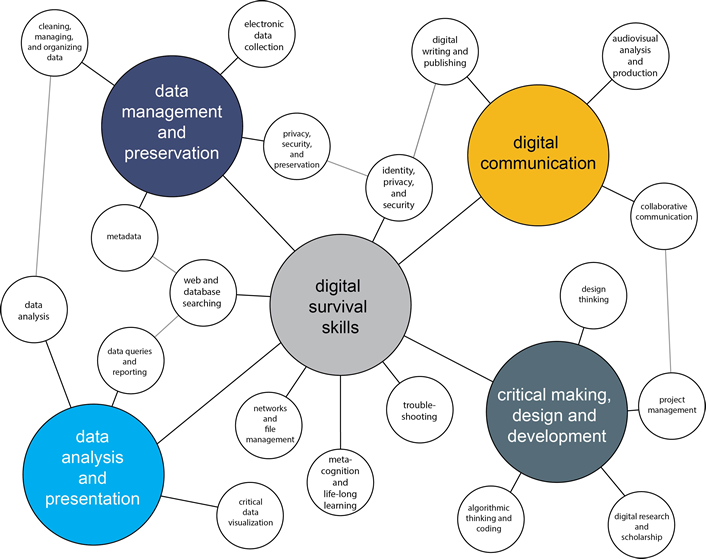 cleaning,
managing,
and organizing
data
electronic
data
collection
digital
writing and
publishing
audiovisual
analysis
and
production
data
management
and
preservation
privacy,
security,
and
preservation
digital
communication
identity,
privacy,
and
security
collaborative
communication
metadata
web and
database
searching
digital
survival
skills
design
thinking
data
analysis
data queries
and
reporting
networks
and
file
management
trouble-
shooting
critical making,
design and
development
project
management
data
analysis and
presentation
meta-
cognition and
life-long
learning
critical
data
visualization
algorithmic
thinking and
coding
digital
research and
scholarship